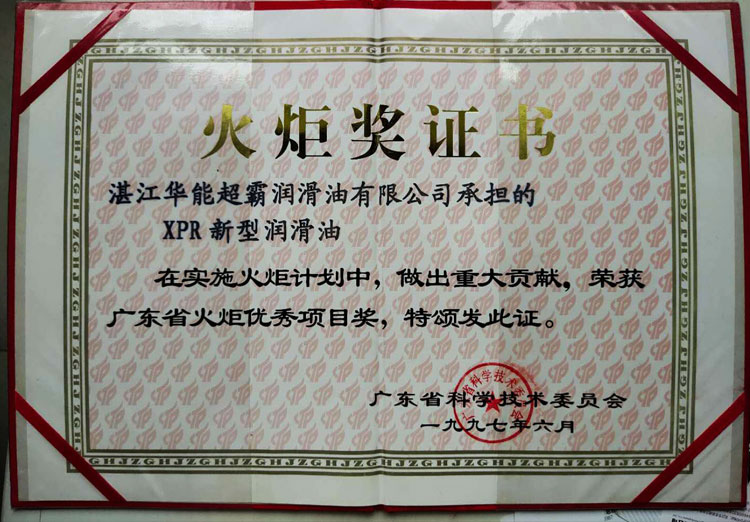 火炬奖证书
湛江华能超霸润滑油有限公司承担的
XPR 新型润滑油
在实施火炬计划中，做出重大贡献，荣获
广东省火炬优秀项目奖，特颁发此证。
广东省科学技术委员会
一九九七年六月